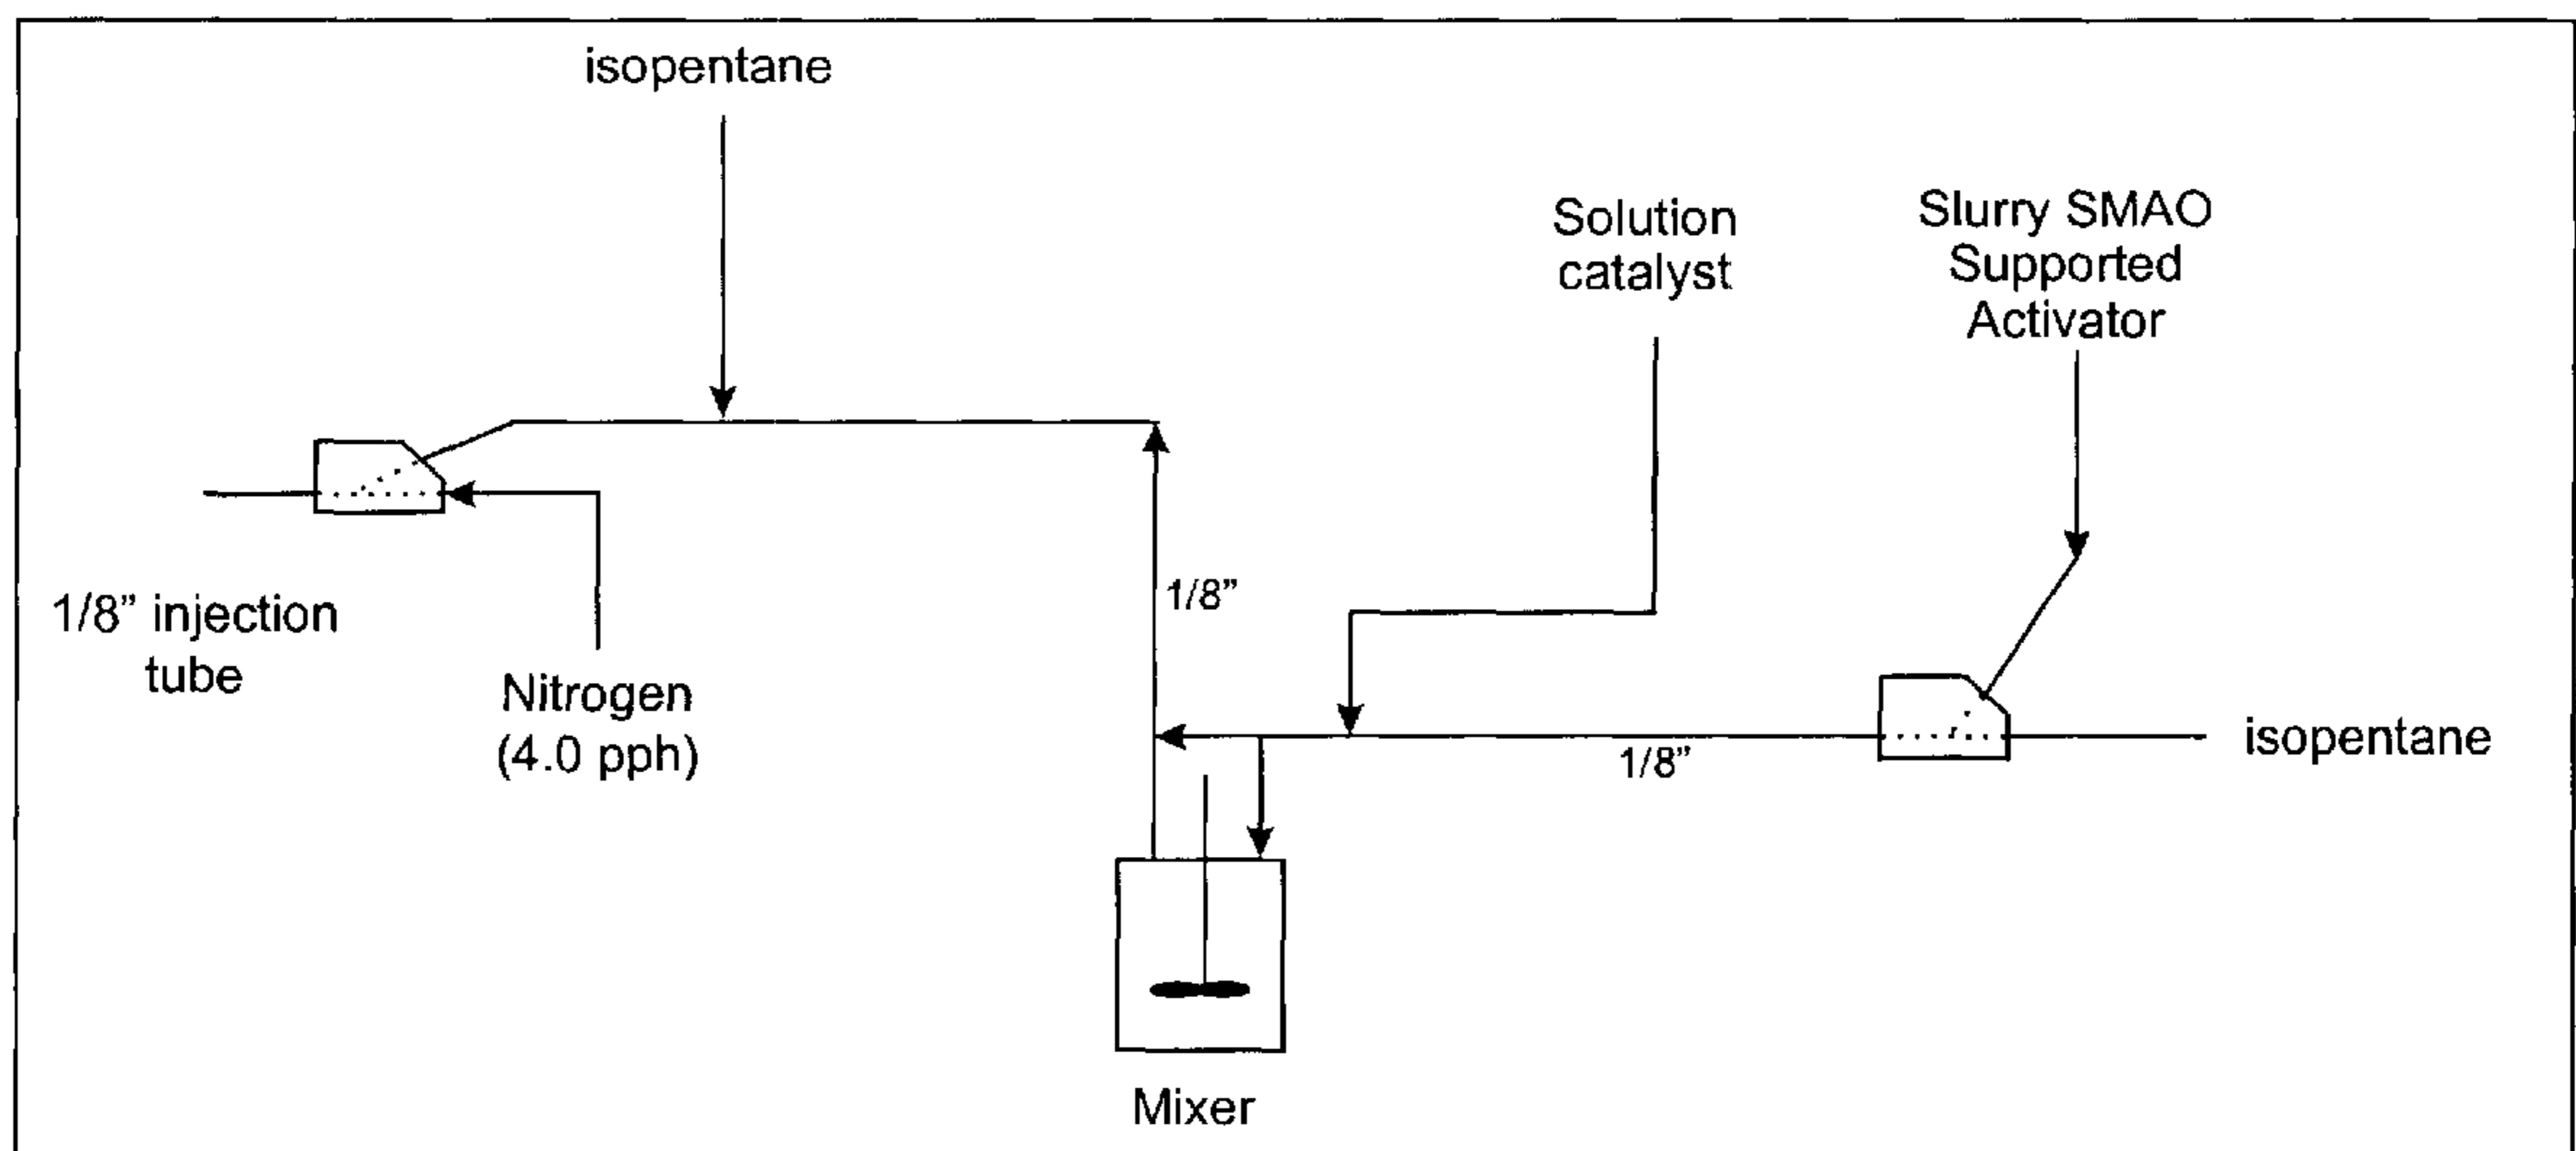 isopentane
Solution
catalyst
Slurry SMAO
Supported
Activator
1/8”
1/8” injection
tube
Nitrogen
(4.0 pph)
1/8”
isopentane
Mixer